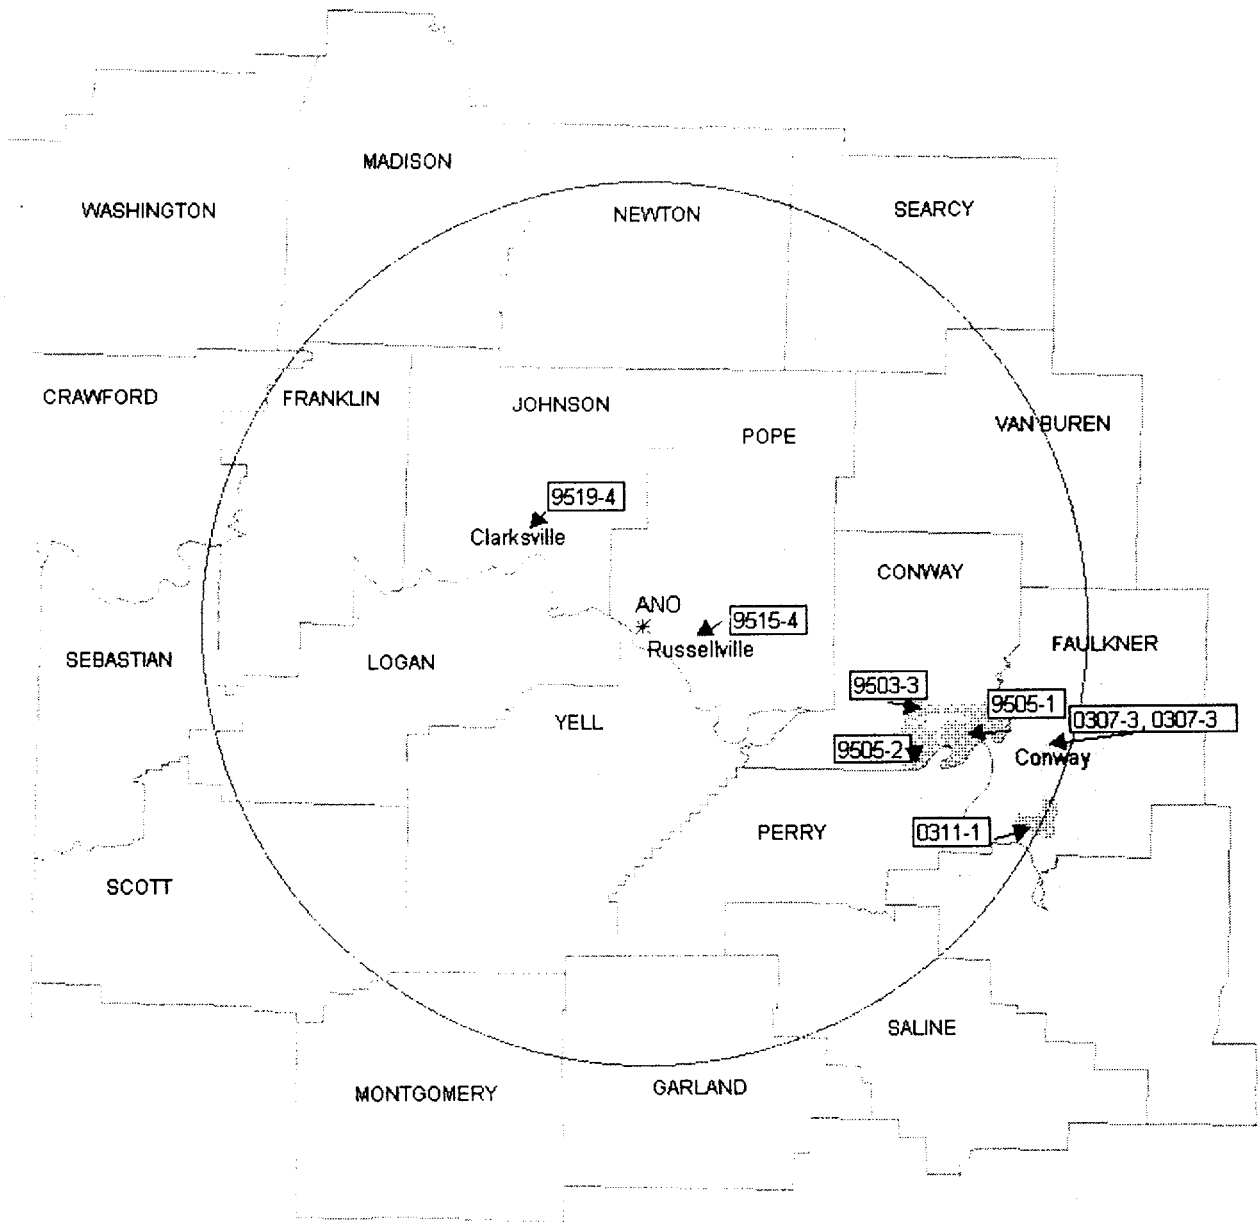 MADISON
WASHINGTON
NEWTON
SEARCY
CRAWFORD
FRANKLIN
JOHNSON
POPE
VAN BUREN
9519-4
Clarksville
CONWAY
ANO
9515-4
Russellville
FAULKNER
SEBASTIAN
LOGAN
9503-3
9505-1
YELL
0307-3, 0307-3
9505-2
Conway
PERRY
0311-1
SCOTT
SALINE
MONTGOMERY
GARLAND